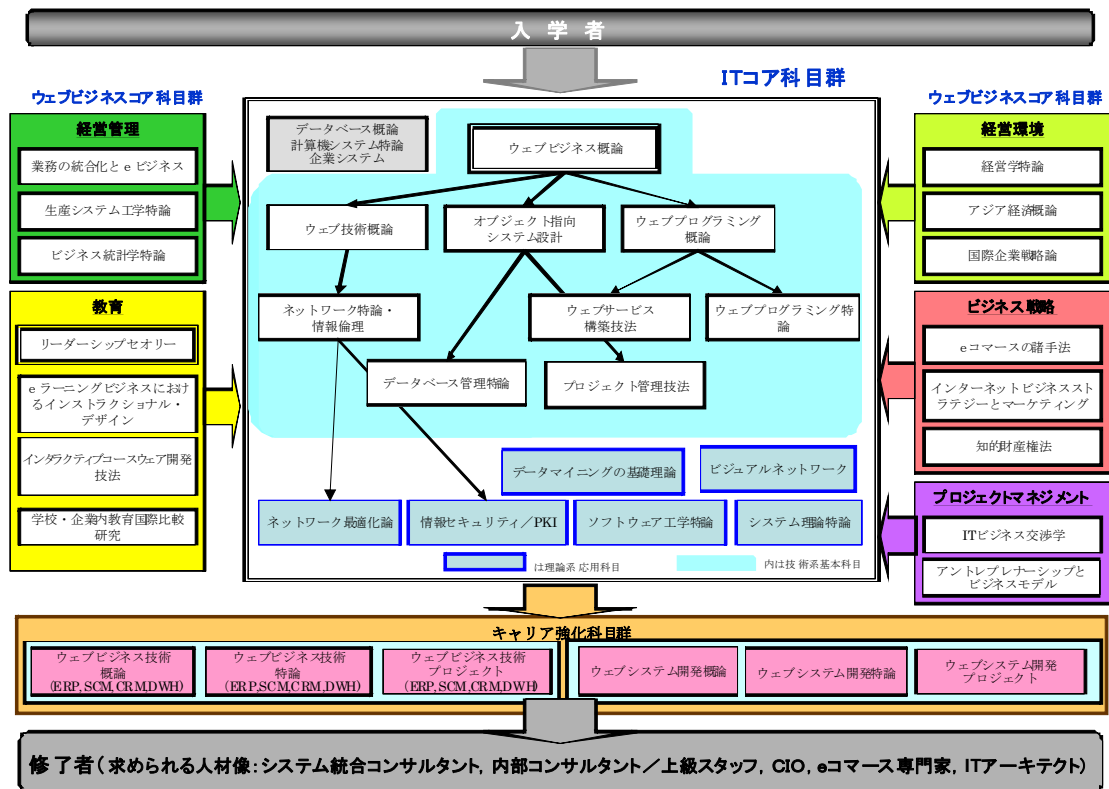 入 学 者
ITコア科目群
ウェブビジネスコア科目群
経営管理
業務の統合化と e ビジネス
生産システム工学特論
ビジネス統計学特論
教育
リーダーシップセオリー
e ラーニングビジネスにおけ
るインストラクショナル・
デザイン
インタラクティブコースウェア開発
技法
学校・企業内教育国際比較
研究
データベース概論
計算機システム特論
企業システム
ウェブビジネス概論
ウェブ技術概論
オブジェクト指向
システム設計
ウェブプログラミング
概論
ネットワーク特論・
情報倫理
ウェブサービス
構築技法
ウェブプログラミング特
論
データベース管理特論
プロジェクト管理技法
データマイニングの基礎理論
ビジュアルネットワーク
ネットワーク最適化論
情報セキュリティ/PKI
ソフトウェア工学特論
システム理論特論
は理論系 応用科目
内は技 術系基本科目
ウェブビジネスコア科目群
経営環境
経営学特論
アジア経済概論
国際企業戦略論
ビジネス戦略
eコマースの諸手法
インターネットビジネススト
ラテジーとマーケティング
知的財産権法
プロジェクトマネジメント
ITビジネス交渉学
アントレプレナーシップと
ビジネスモデル
キャリア強化科目群
ウェブビジネス技術
概論
(ERP,SCM,CRM,DWH)
ウェブビジネス技術
特論
(ERP,SCM,CRM,DWH)
ウェブビジネス技術
プロジェクト
(ERP,SCM,CRM,DWH)
ウェブシステム開発概論
ウェブシステム開発特論
ウェブシステム開発
プロジェクト
修了者(求められる人材像:システム統合コンサルタント, 内部コンサルタント/上級スタッフ, CIO, eコマース専門家, ITアーキテクト)